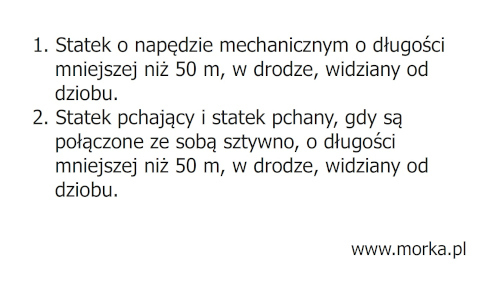 1. Statek o napędzie mechanicznym o długości
mniejszej niż 50 m, w drodze, widziany od
dziobu.
2. Statek pchający i statek pchany, gdy są
połączone ze sobą sztywno, o długości
mniejszej niż 50 m, w drodze, widziany od
dziobu.
www.morka.pl